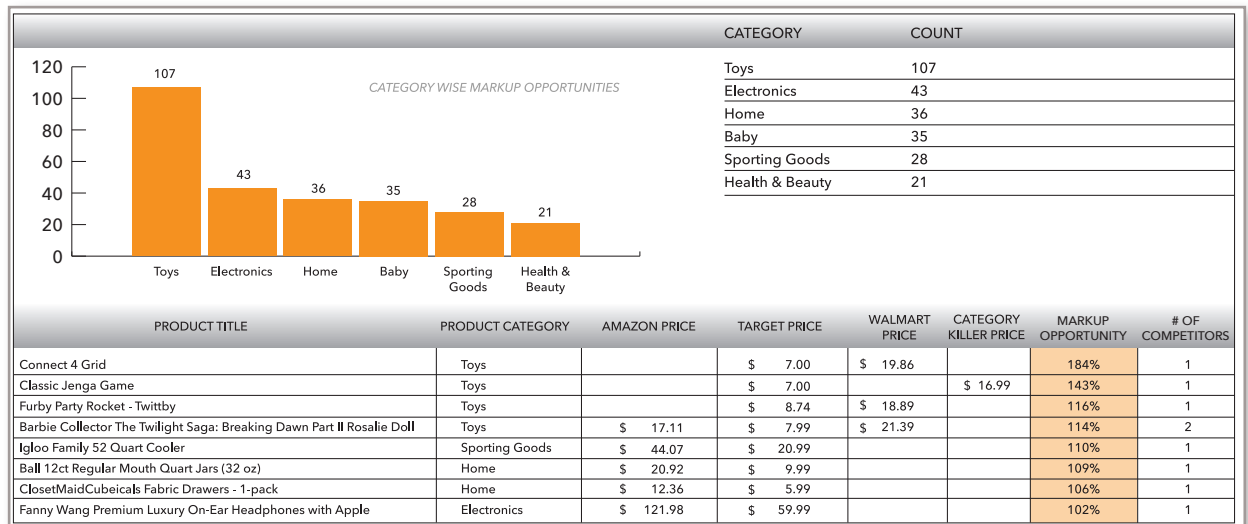 CATEGORY COUNT
Toys 107
Electronics 43
Home 36
Baby 35
Sporting Goods 28
Health & Beauty 21
CATEGORY WISE MARKUP OPPORTUNITIES
120
100
80
60
40
20
0
107
43
36
35
28
21
Toys
Electronics
Home
Baby
Sporting
Goods
Health &
Beauty
PRODUCT TITLE PRODUCT CATEGORY AMAZON PRICE TARGET PRICE WALMART PRICE CATEGORY KILLER PRICE MARKUP OPPORTUNITY # OF COMPETITORS
Connect 4 Grid Toys $ 7.00 $ 19.86 184% 1
Classic Jenga Game Toys $ 7.00 $ 16.99 143% 1
Furby Party Rocket - Twittby Toys $ 8.74 $ 18.89 116% 1
Barbie Collector The Twilight Saga: Breaking Dawn Part II Rosalie Doll Toys $ 17.11 $ 7.99 $ 21.39 114% 2
Igloo Family 52 Quart Cooler Sporting Goods $ 44.07 $ 20.99 110% 1
Ball 12ct Regular Mouth Quart Jars (32 oz) Home $ 20.92 $ 9.99 109% 1
ClosetMaidCubeicals Fabric Drawers - 1-pack Home $ 12.36 $ 5.99 106% 1
Fanny Wang Premium Luxury On-Ear Headphones with Apple Electronics $ 121.98 $ 59.99 102% 1